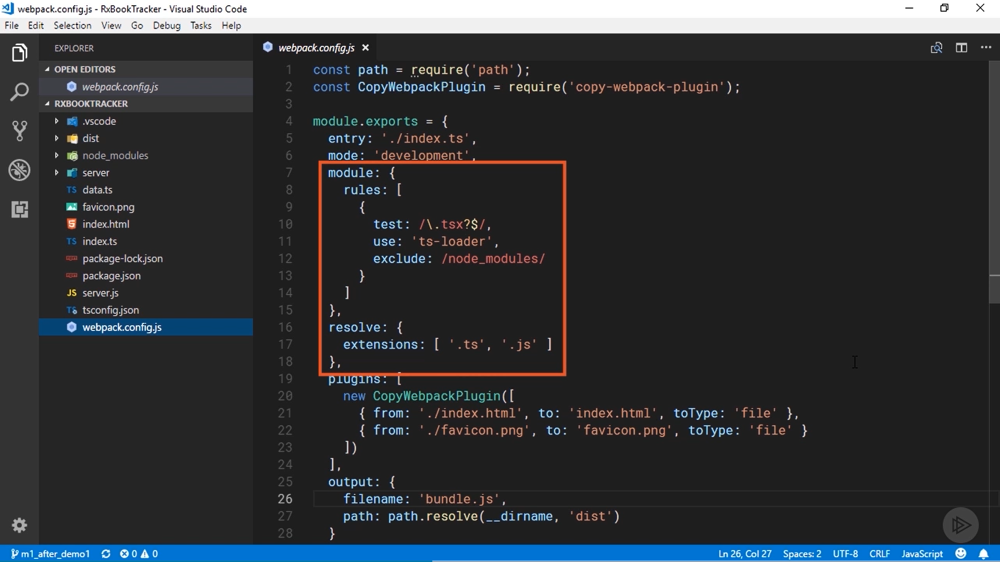 webpack.config.js - RxBookTracker - Visual Studio Code
File Edit Selection View Go Debug Tasks Help
EXPLORER
OPEN EDITORS
webpack.config.js
RXBOOKTRACKER
.vscode
dist
node_modules
server
TS data.ts
favicon.png
index.html
TS index.ts
package-lock.json
package.json
JS server.js
TS tsconfig.json
webpack.config.js
webpack.config.js
1 const path = require('path');
2 const CopyWebpackPlugin = require('copy-webpack-plugin');
3
4 module.exports = {
5 entry: './index.ts',
6 mode: 'development',
7 module: {
8 rules: [
9 {
10 test: /\.tsx?$/,
11 use: 'ts-loader',
12 exclude: /node_modules/
13 }
14 ]
15 },
16 resolve: {
17 extensions: [ '.ts', '.js' ]
18 },
19 plugins: [
20 new CopyWebpackPlugin([
21 { from: './index.html', to: 'index.html', toType: 'file' },
22 { from: './favicon.png', to: 'favicon.png', toType: 'file' }
23 ])
24 ],
25 output: {
26 filename: 'bundle.js',
27 path: path.resolve(__dirname, 'dist')
28 }
m1_after_demo1 0 0 Ln 26, Col 27 Spaces: 2 UTF-8 CRLF JavaScript